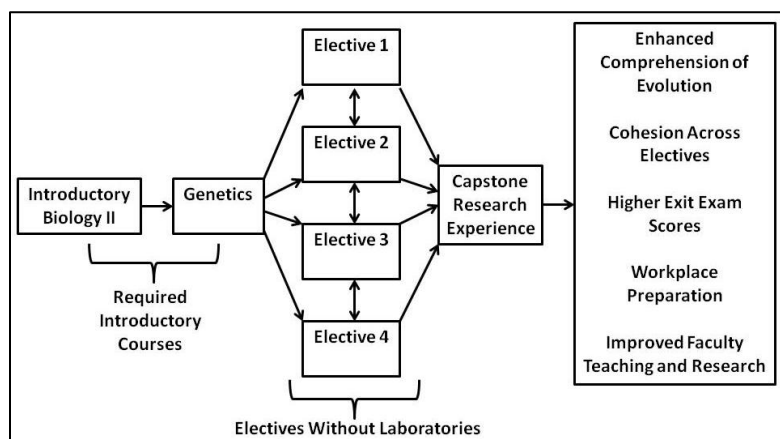 Introductory
Biology II
Genetics
Required
Introductory
Courses
Elective 1
Elective 2
Elective 3
Elective 4
Electives Without Laboratories
Capstone
Research
Experience
Enhanced
Comprehension of
Evolution
Cohesion Across
Electives
Higher Exit Exam
Scores
Workplace
Preparation
Improved Faculty
Teaching and Research